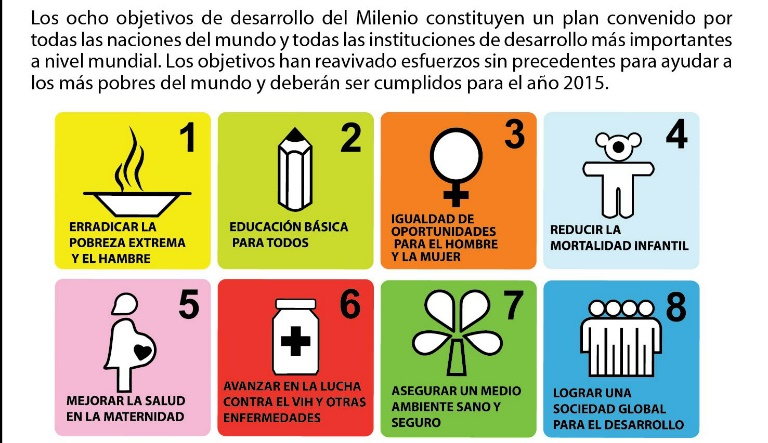 Los ocho objetivos de desarrollo del Milenio constituyen un plan convenido por
todas las naciones del mundo y todas las instituciones de desarrollo más importantes
a nivel mundial. Los objetivos han reavivado esfuerzos sin precedentes para ayudar a
los más pobres del mundo y deberán ser cumplidos para el año 2015.
1
ERRADICAR LA
POBREZA EXTREMA
Y EL HAMBRE
2
EDUCACIÓN BÁSICA
PARA TODOS
3
IGUALDAD DE
OPORTUNIDADES
PARA EL HOMBRE
Y LA MUJER
4
REDUCIR LA
MORTALIDAD INFANTIL
5
MEJORAR LA SALUD
EN LA MATERNIDAD
6
AVANZAR EN LA LUCHA
CONTRA EL VIH Y OTRAS
ENFERMEDADES
7
ASEGURAR UN MEDIO
AMBIENTE SANO Y
SEGURO
8
LOGRAR UNA
SOCIEDAD GLOBAL
PARA EL DESARROLLO